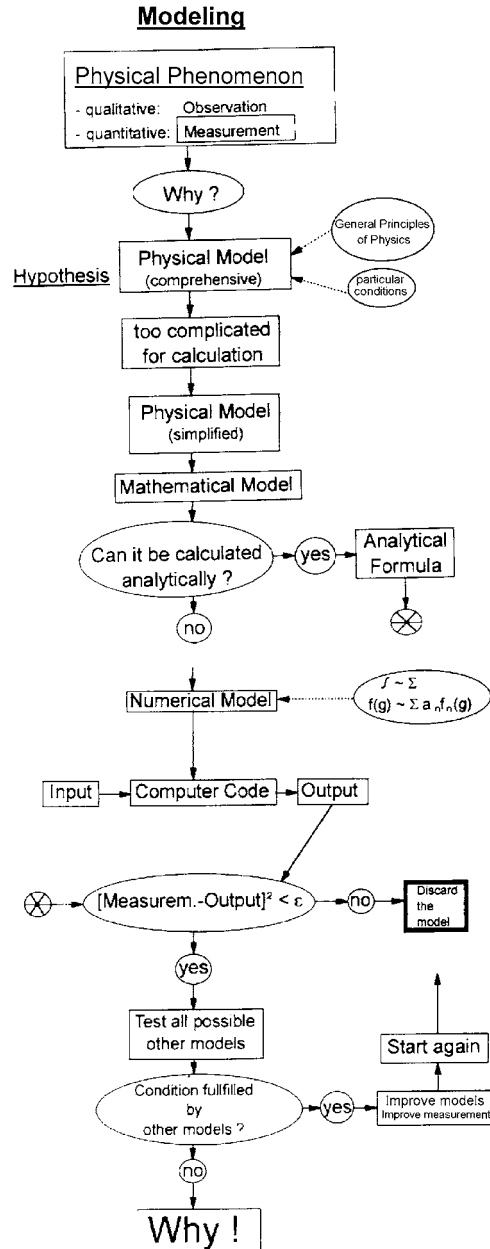 Modeling
Physical Phenomenon
- qualitative: Observation
- quantitative: Measurement
Why ?
General Principles
of Physics
Hypothesis
Physical Model
(comprehensive)
particular
conditions
too complicated
for calculation
Physical Model
(simplified)
Mathematical Model
Can it be calculated
analytically ?
yes
Analytical
Formula
no
Numerical Model
∫ ~ Σ
f(g) ~ Σ aₙfₙ(g)
Input
Computer Code
Output
[Measurem.-Output]² < ε
no
Discard
the
model
yes
Test all possible
other models
Start again
Condition fullfilled
by
other models ?
yes
Improve models
Improve measurement
no
Why !